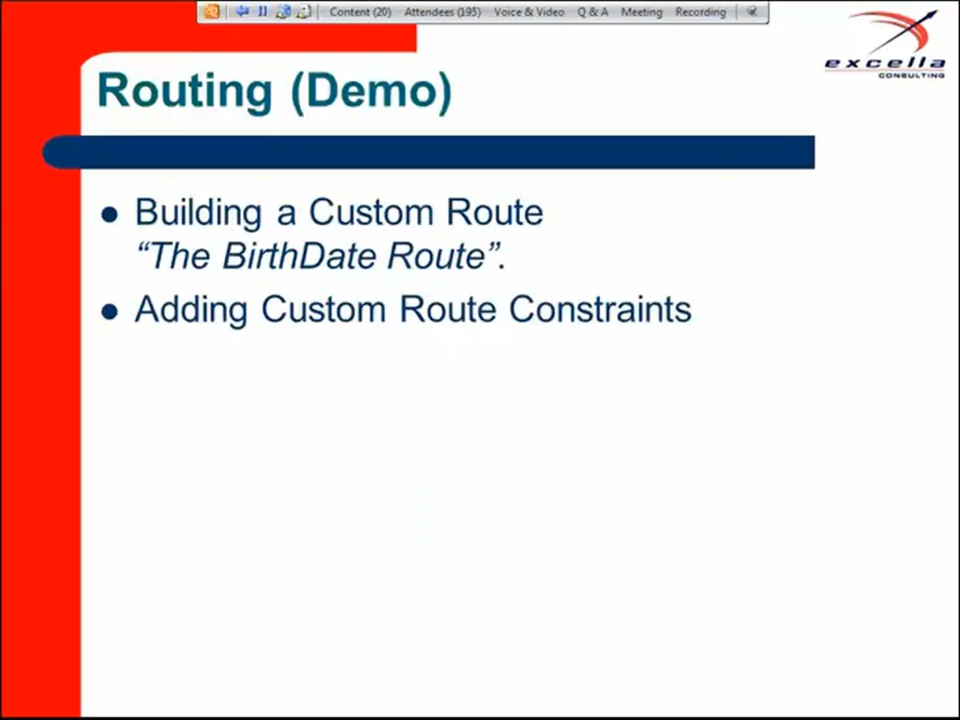 Content (20) Attendees (195) Voice & Video Q & A Meeting Recording
excella
CONSULTING
Routing (Demo)
Building a Custom Route
“The BirthDate Route”.
Adding Custom Route Constraints